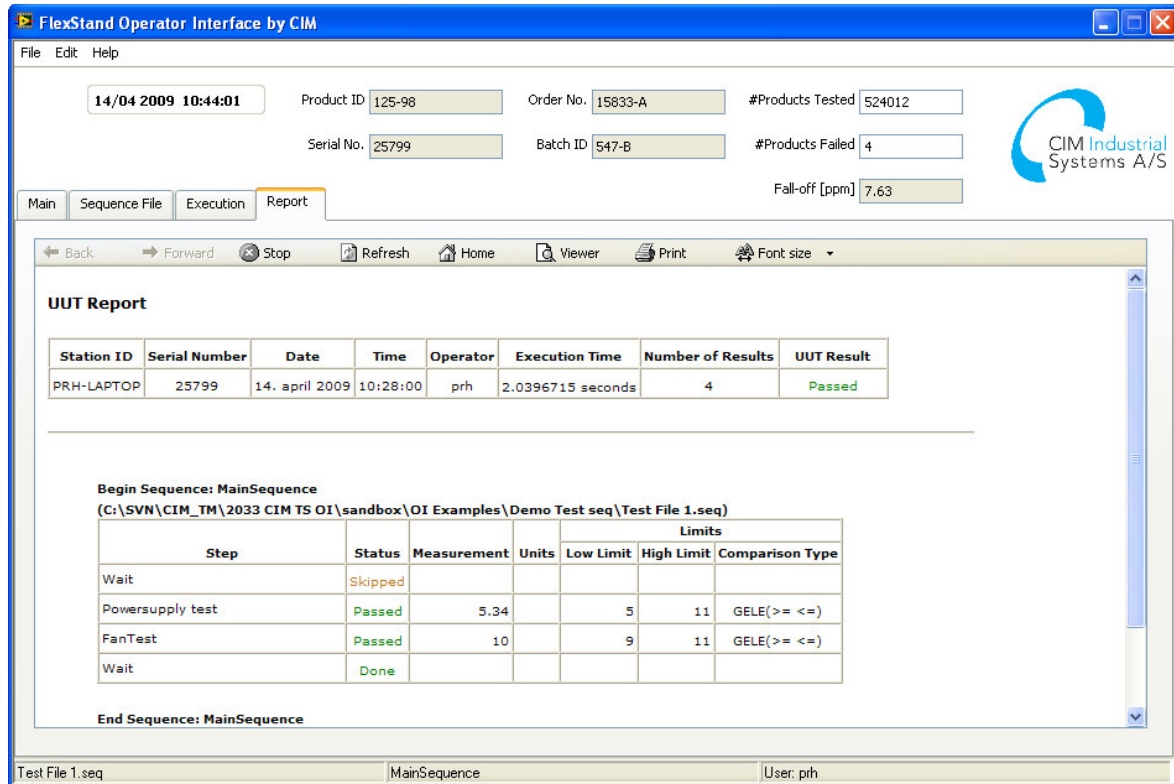 FlexStand Operator Interface by CIM
File Edit Help
14/04 2009 10:44:01
Product ID 125-98
Order No. 15833-A
#Products Tested 524012
Serial No. 25799
Batch ID 547-B
#Products Failed 4
Fall-off [ppm] 7.63
CIM Industrial
Systems A/S
Main Sequence File Execution Report
Back Forward Stop Refresh Home Viewer Print Font size
UUT Report
Station ID Serial Number Date Time Operator Execution Time Number of Results UUT Result
PRH-LAPTOP 25799 14. april 2009 10:28:00 prh 2.0396715 seconds 4 Passed
Begin Sequence: MainSequence
(C:\SVN\CIM_TM\2033 CIM TS OI\sandbox\OI Examples\Demo Test seq\Test File 1.seq)
Limits
Step Status Measurement Units Low Limit High Limit Comparison Type
Wait Skipped
Powersupply test Passed 5.34 5 11 GELE(>= <=)
FanTest Passed 10 9 11 GELE(>= <=)
Wait Done
End Sequence: MainSequence
Test File 1.seq MainSequence User: prh